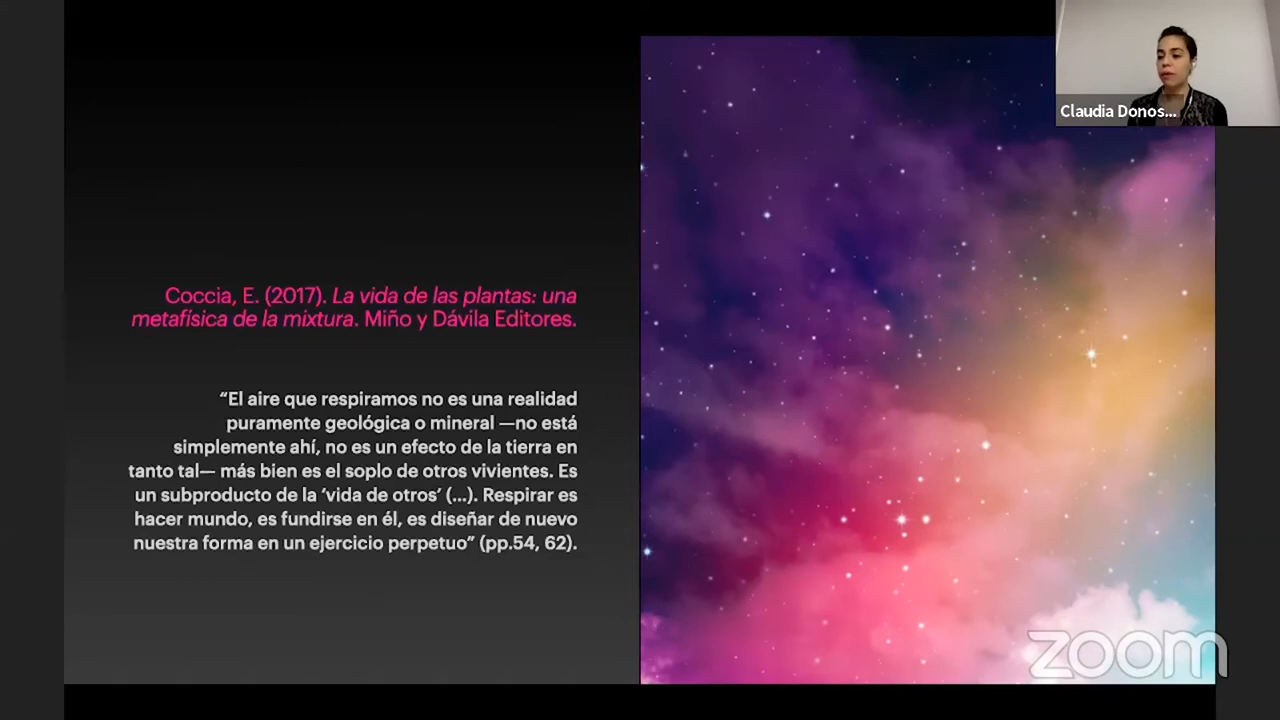 Claudia Donos...
Coccia, E. (2017). La vida de las plantas: una
metafísica de la mixtura. Miño y Dávila Editores.
“El aire que respiramos no es una realidad
puramente geológica o mineral —no está
simplemente ahí, no es un efecto de la tierra en
tanto tal— más bien es el soplo de otros vivientes. Es
un subproducto de la ‘vida de otros’ (...). Respirar es
hacer mundo, es fundirse en él, es diseñar de nuevo
nuestra forma en un ejercicio perpetuo” (pp.54, 62).
zoom